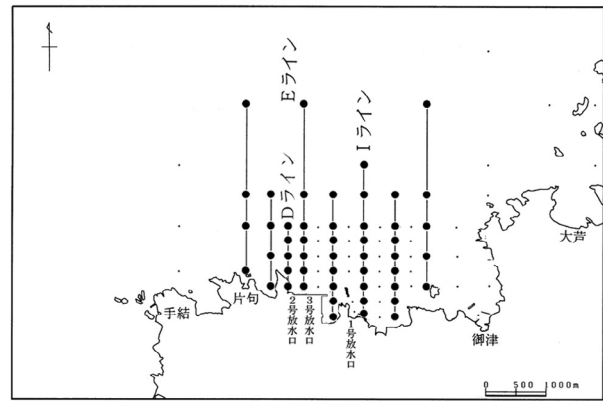 Eライン
Iライン
Dライン
大芦
片句
手結
2号放水口
3号放水口
1号放水口
御津
0 500 1000m